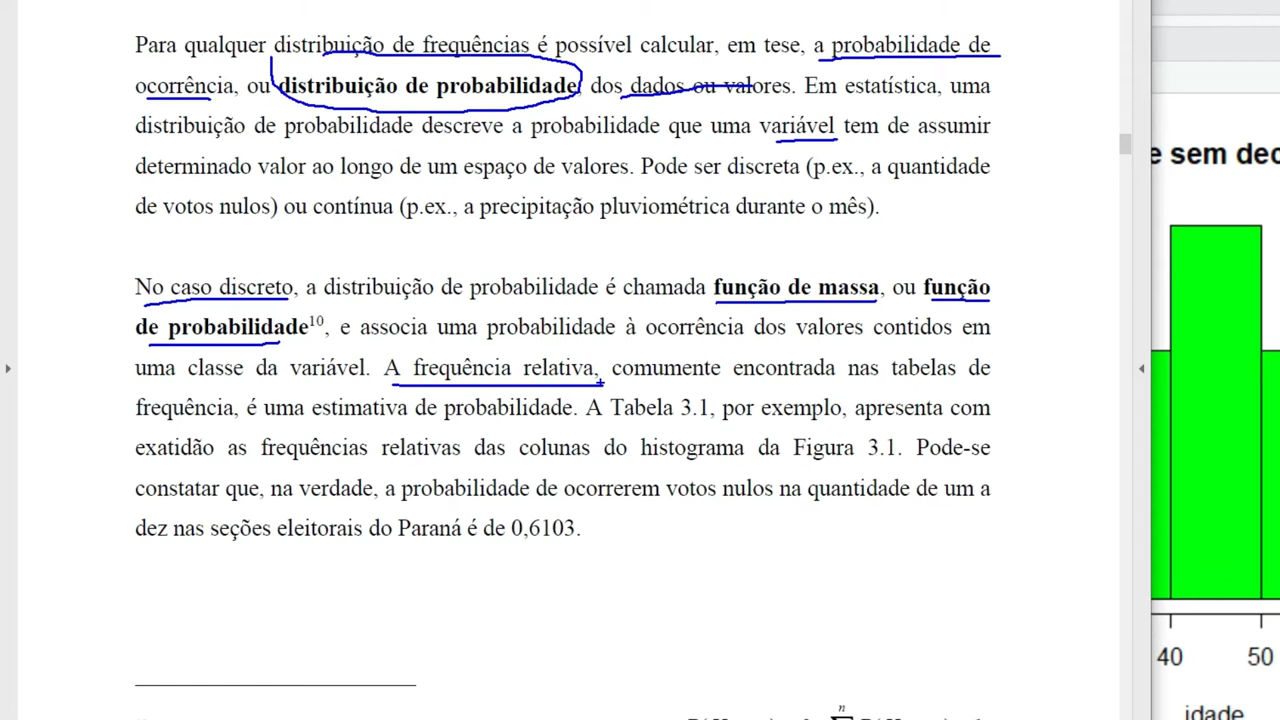 Para qualquer distribuição de frequências é possível calcular, em tese, a probabilidade de
ocorrência, ou distribuição de probabilidade, dos dados ou valores. Em estatística, uma
distribuição de probabilidade descreve a probabilidade que uma variável tem de assumir
determinado valor ao longo de um espaço de valores. Pode ser discreta (p.ex., a quantidade
de votos nulos) ou contínua (p.ex., a precipitação pluviométrica durante o mês).
No caso discreto, a distribuição de probabilidade é chamada função de massa, ou função
de probabilidade10, e associa uma probabilidade à ocorrência dos valores contidos em
uma classe da variável. A frequência relativa, comumente encontrada nas tabelas de
frequência, é uma estimativa de probabilidade. A Tabela 3.1, por exemplo, apresenta com
exatidão as frequências relativas das colunas do histograma da Figura 3.1. Pode-se
constatar que, na verdade, a probabilidade de ocorrerem votos nulos na quantidade de um a
dez nas seções eleitorais do Paraná é de 0,6103.
n
e sem dec
40 50
idade